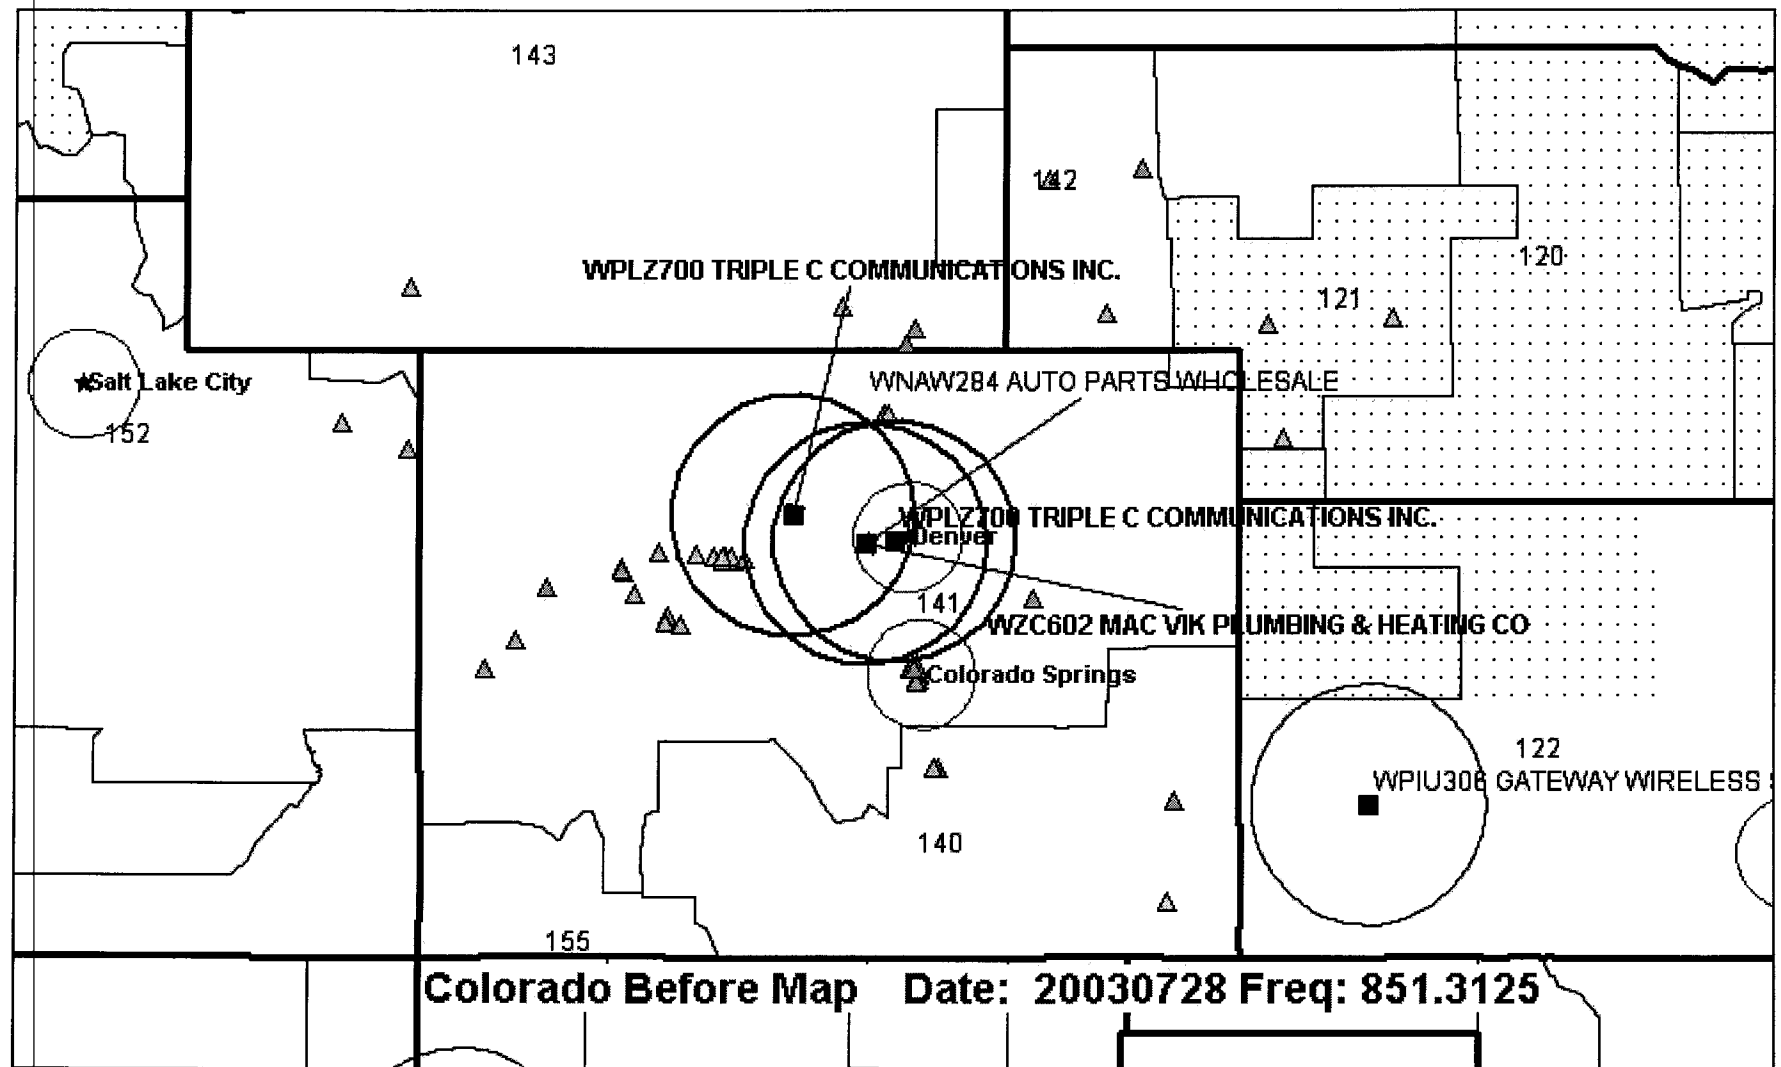 143
142
120
WPLZ700 TRIPLE C COMMUNICATIONS INC.
121
Salt Lake City
WNAW284 AUTO PARTS WHOLESALE
152
WPLZ700 TRIPLE C COMMUNICATIONS INC.
Denver
141
WZC602 MAC VIK PLUMBING & HEATING CO
Colorado Springs
122
WPIU306 GATEWAY WIRELESS
140
155
Colorado Before Map Date: 20030728 Freq: 851.3125